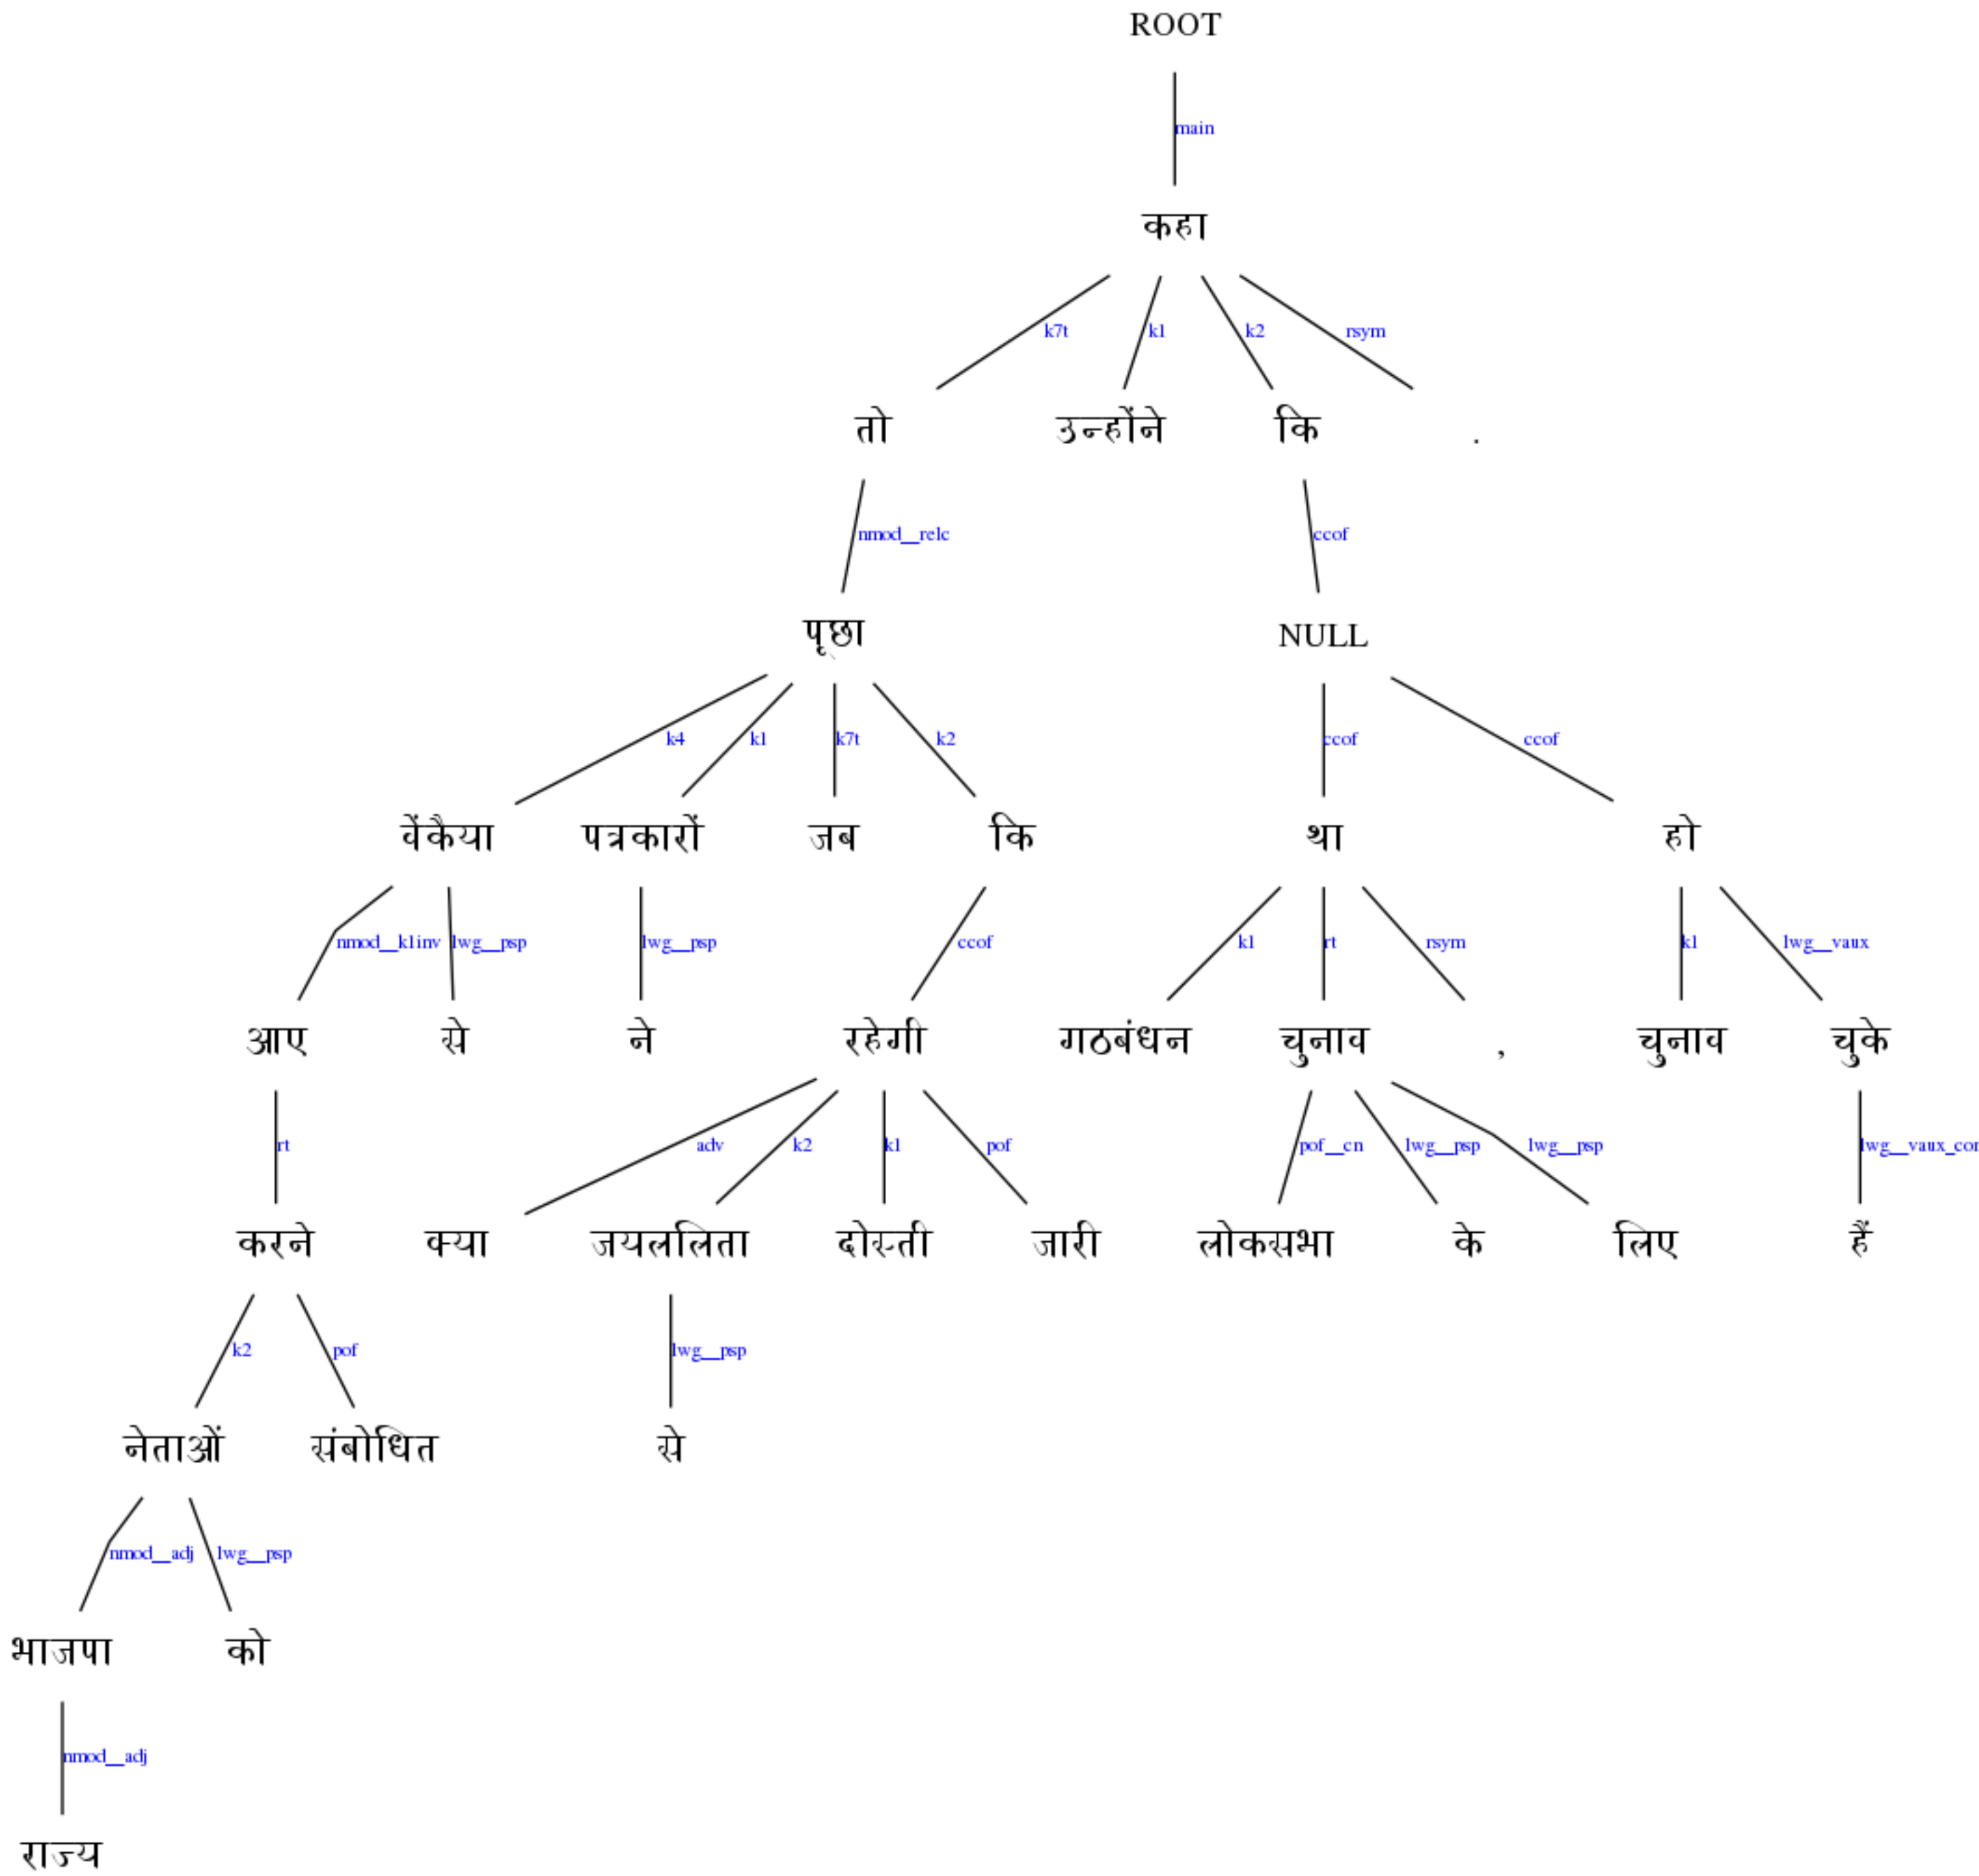 ROOT
main
कहा
k7t k1 k2 rsym
तो उन्होंने कि .
nmod__relc ccof
पूछा NULL
k4 k1 k7t k2 ccof ccof
वेंकैया पत्रकारों जब कि था हो
nmod__k1inv lwg__psp lwg__psp ccof k1 rt rsym k1 lwg__vaux
आए से ने रहेगी गठबंधन चुनाव , चुनाव चुके
rt adv k2 k1 pof pof__cn lwg__psp lwg__psp lwg__vaux_con
करने क्या जयललिता दोस्ती जारी लोकसभा के लिए हैं
k2 pof lwg__psp
नेताओं संबोधित से
nmod__adj lwg__psp
भाजपा को
nmod__adj
राज्य